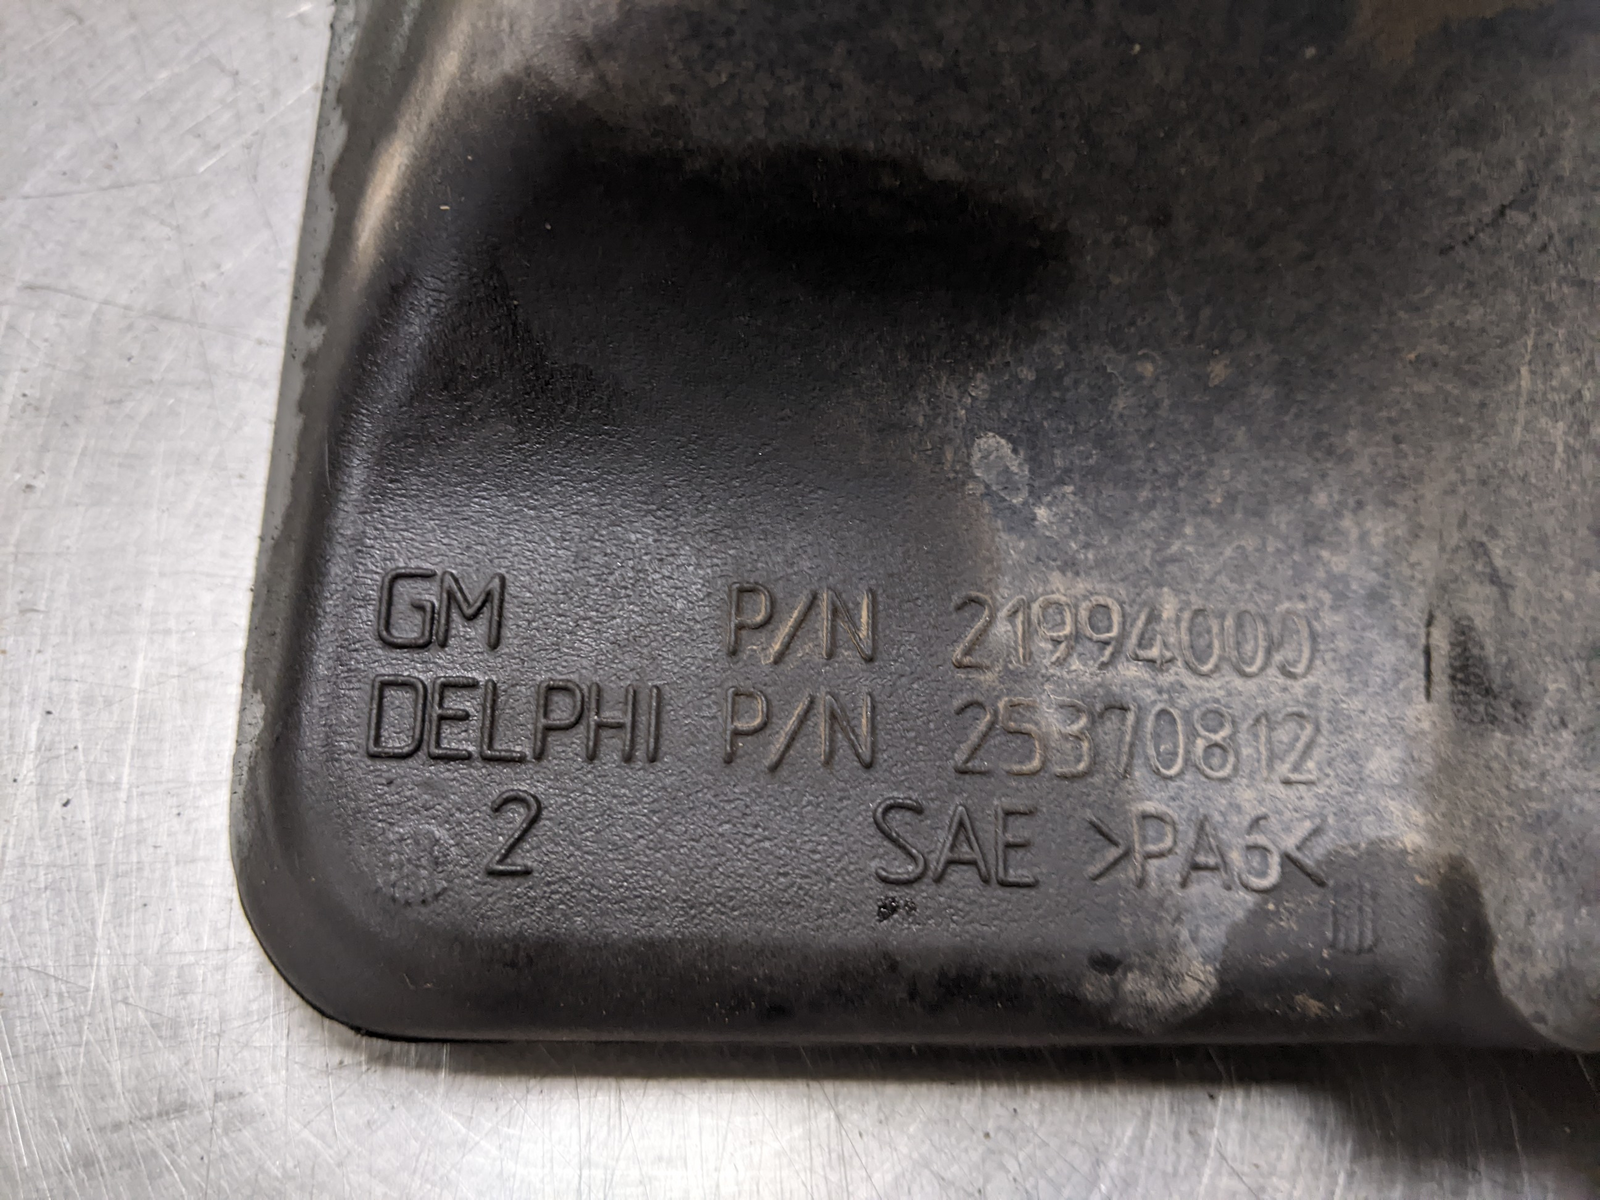 GM P/N 21994000
DELPHI P/N 25370812
2 SAE >PA6<